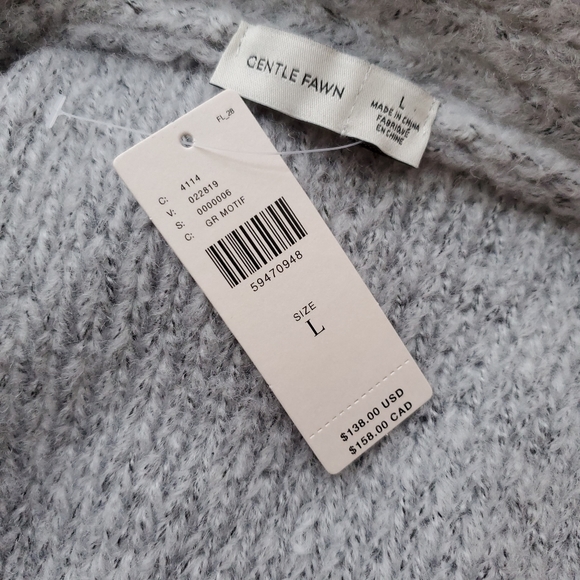 GENTLE FAWN
L
MADE IN CHINA
FABRIQUÉ
EN CHINE
FL_2B
C: 4114
V: 022819
S: 0000006
C: GR MOTIF
59470948
SIZE
L
$138.00 USD
$158.00 CAD